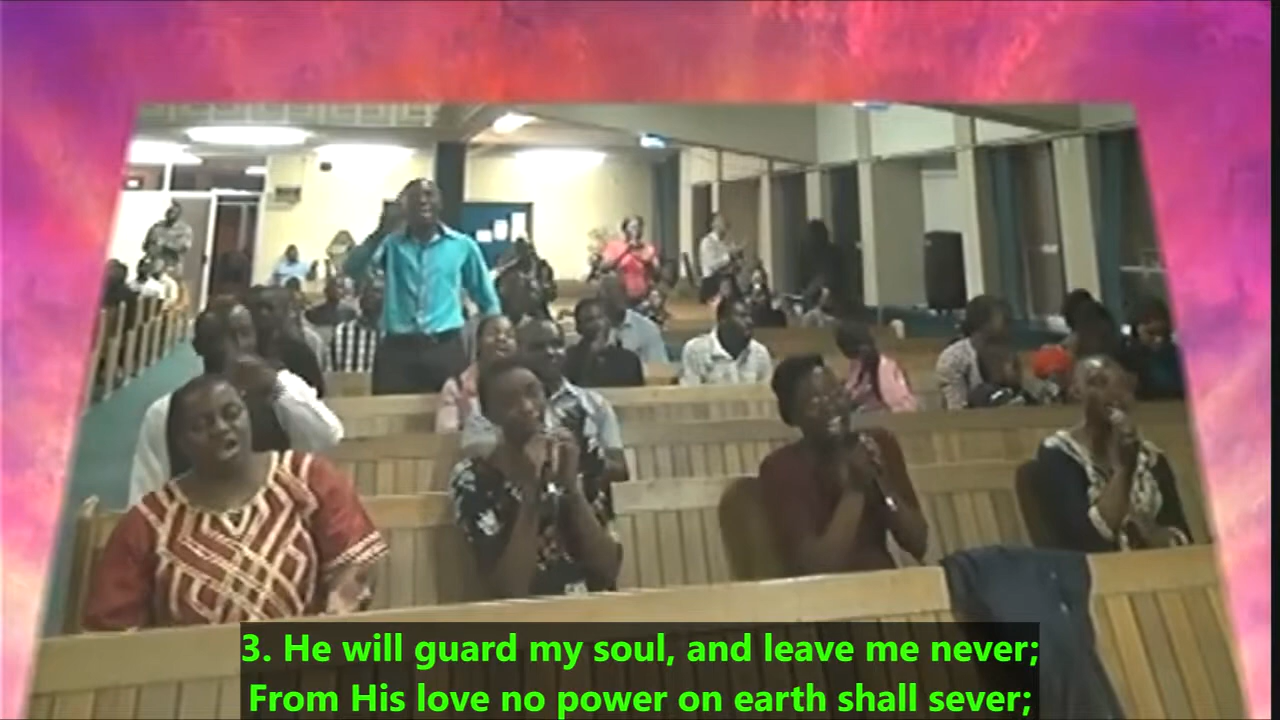 3. He will guard my soul, and leave me never;
From His love no power on earth shall sever;